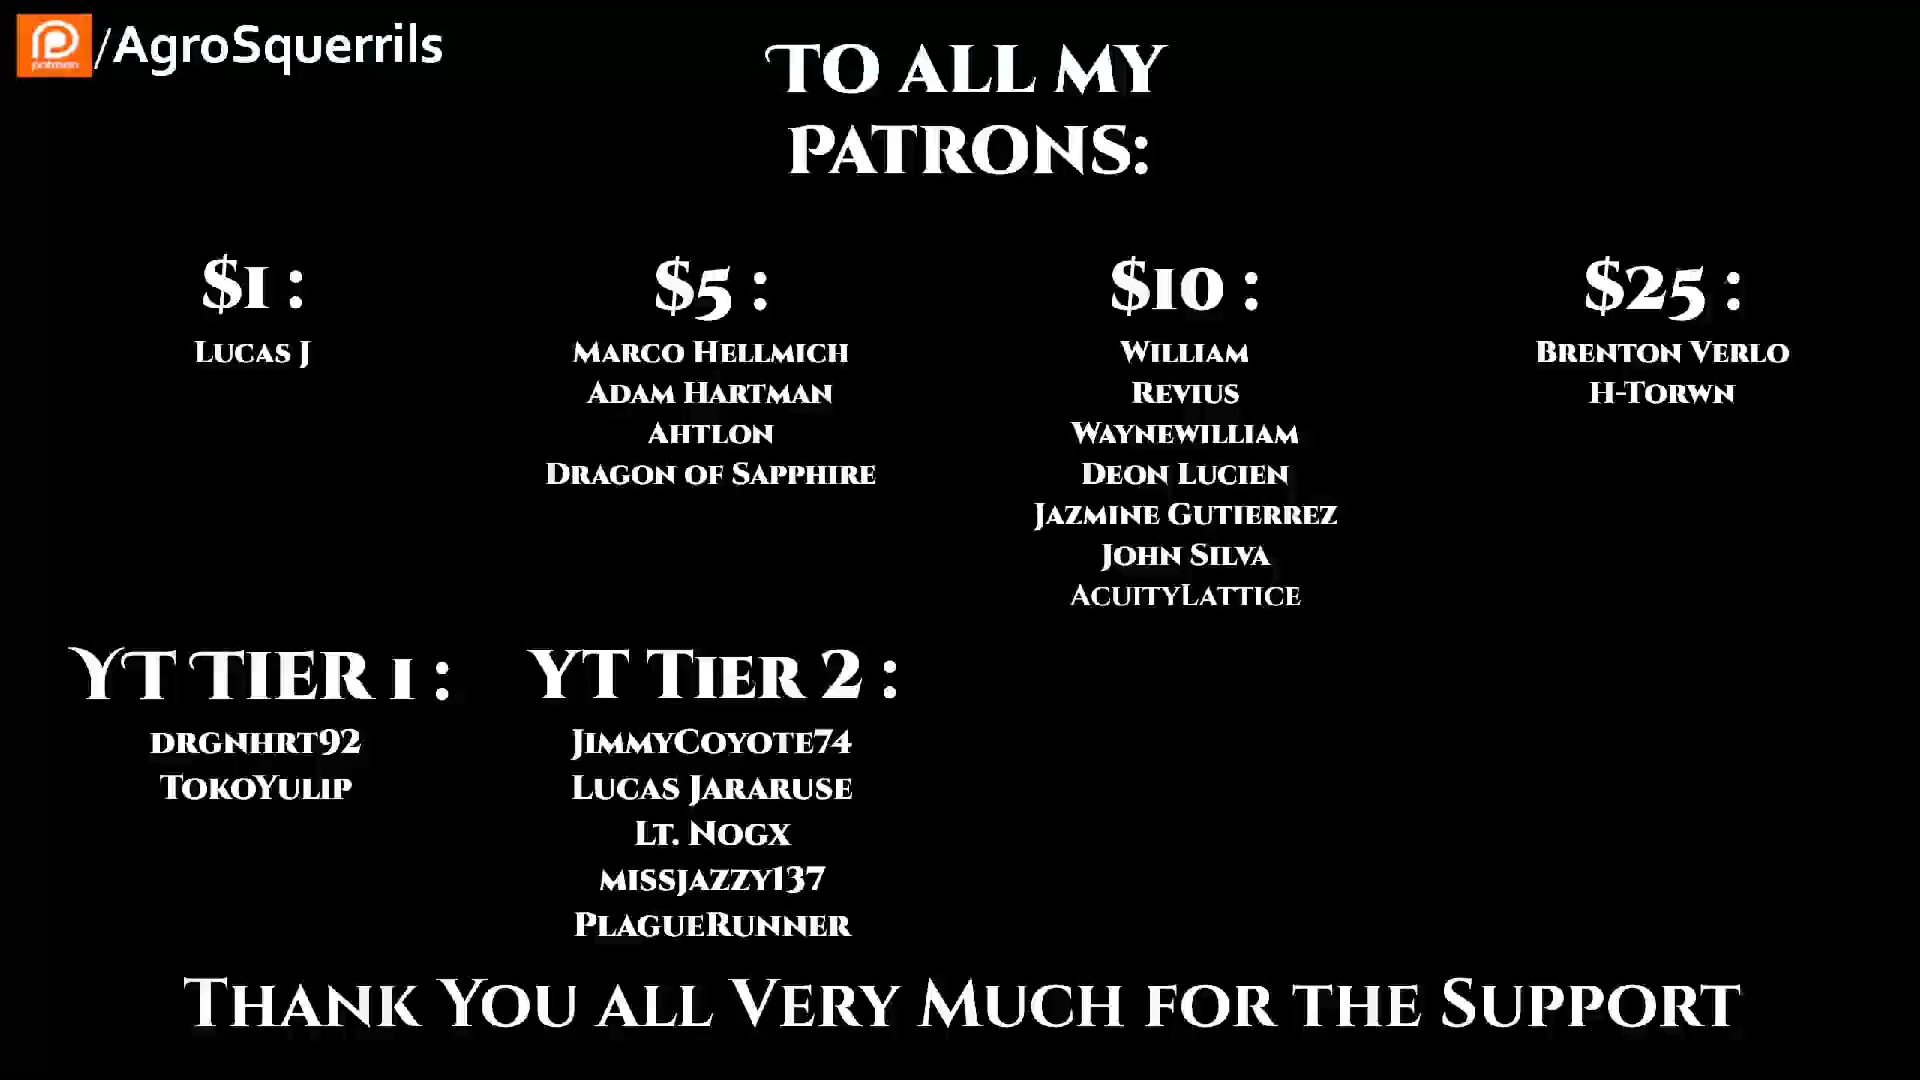 patreon
/AgroSquerrils
To all my
Patrons:
$1 :
Lucas J
$5 :
Marco Hellmich
Adam Hartman
Ahtlon
Dragon of Sapphire
$10 :
William
Revius
Waynewilliam
Deon Lucien
Jazmine Gutierrez
John Silva
AcuityLattice
$25 :
Brenton Verlo
H-Torwn
YT Tier 1 :
drgnhrt92
TokoYulip
YT Tier 2 :
JimmyCoyote74
Lucas Jararuse
Lt. Nogx
missjazzy137
PlagueRunner
Thank You all Very Much for the Support